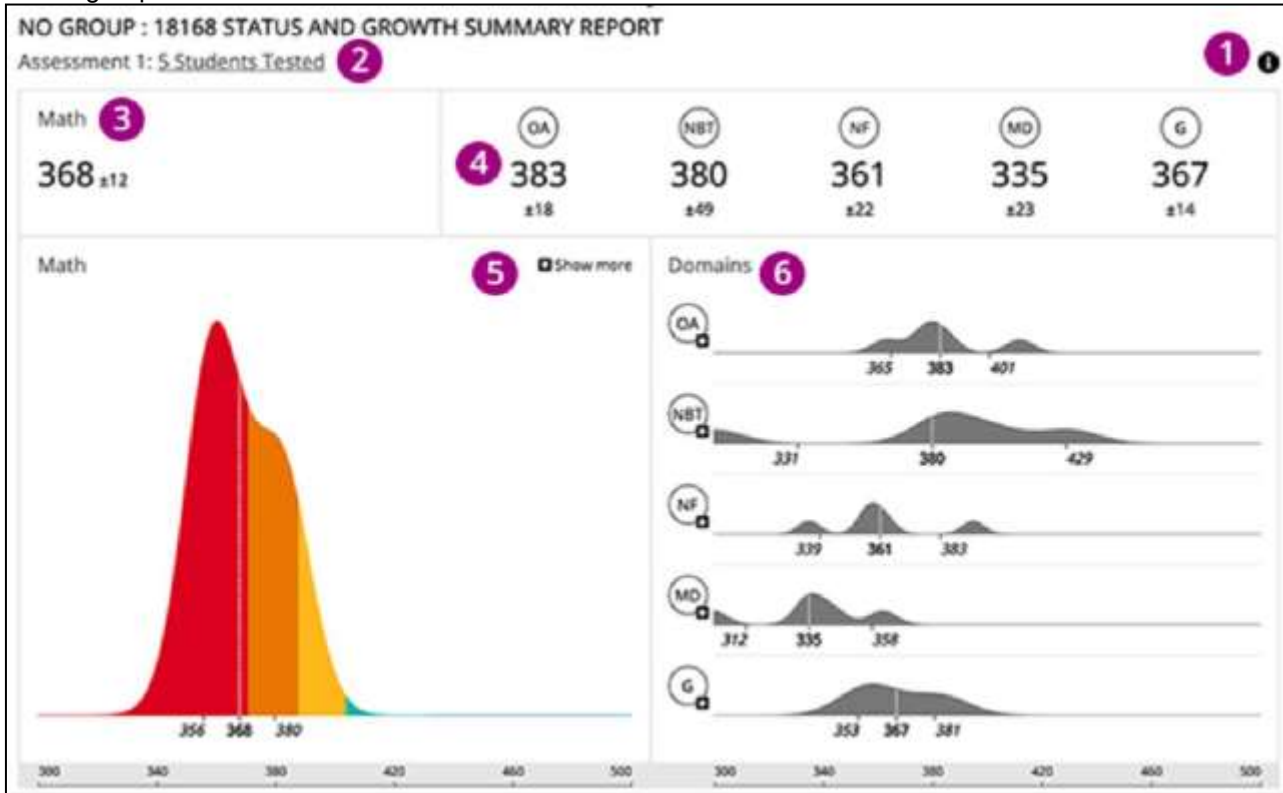 NO GROUP : 18168 STATUS AND GROWTH SUMMARY REPORT
Assessment 1: 5 Students Tested 2
1
Math 3
368 ±12
4
OA NBT NF MD G
383 380 361 335 367
±18 ±49 ±22 ±23 ±14
Math 5 Show more
356 368 380
300 340 380 420 460 500
Domains 6
OA
365 383 401
NBT
331 380 429
NF
339 361 383
MD
312 335 358
G
353 367 381
300 340 380 420 460 500